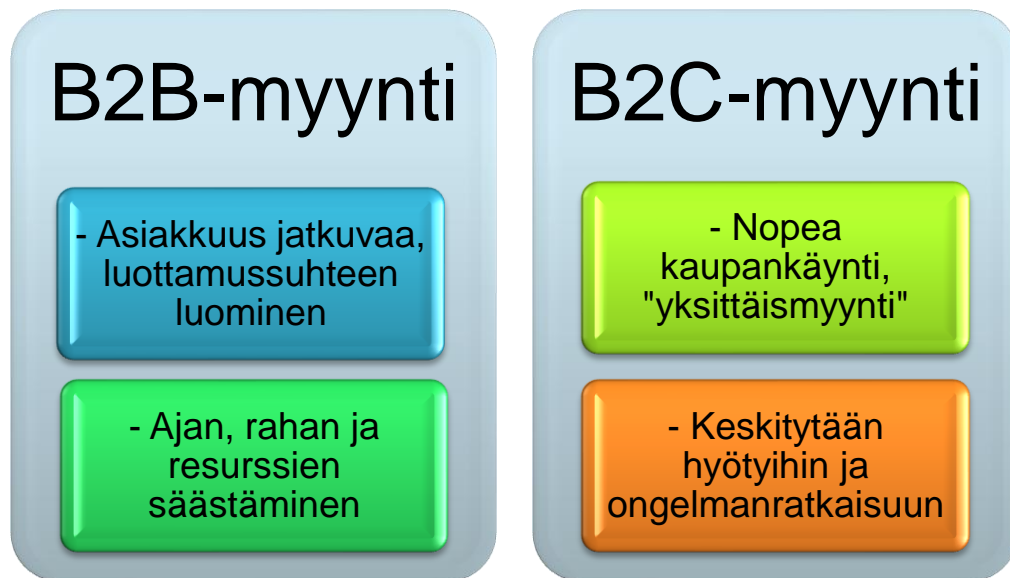 B2B-myynti
- Asiakkuus jatkuvaa,
luottamussuhteen
luominen
- Ajan, rahan ja
resurssien
säästäminen
B2C-myynti
- Nopea
kaupankäynti,
"yksittäismyynti"
- Keskitytään
hyötyihin ja
ongelmanratkaisuun